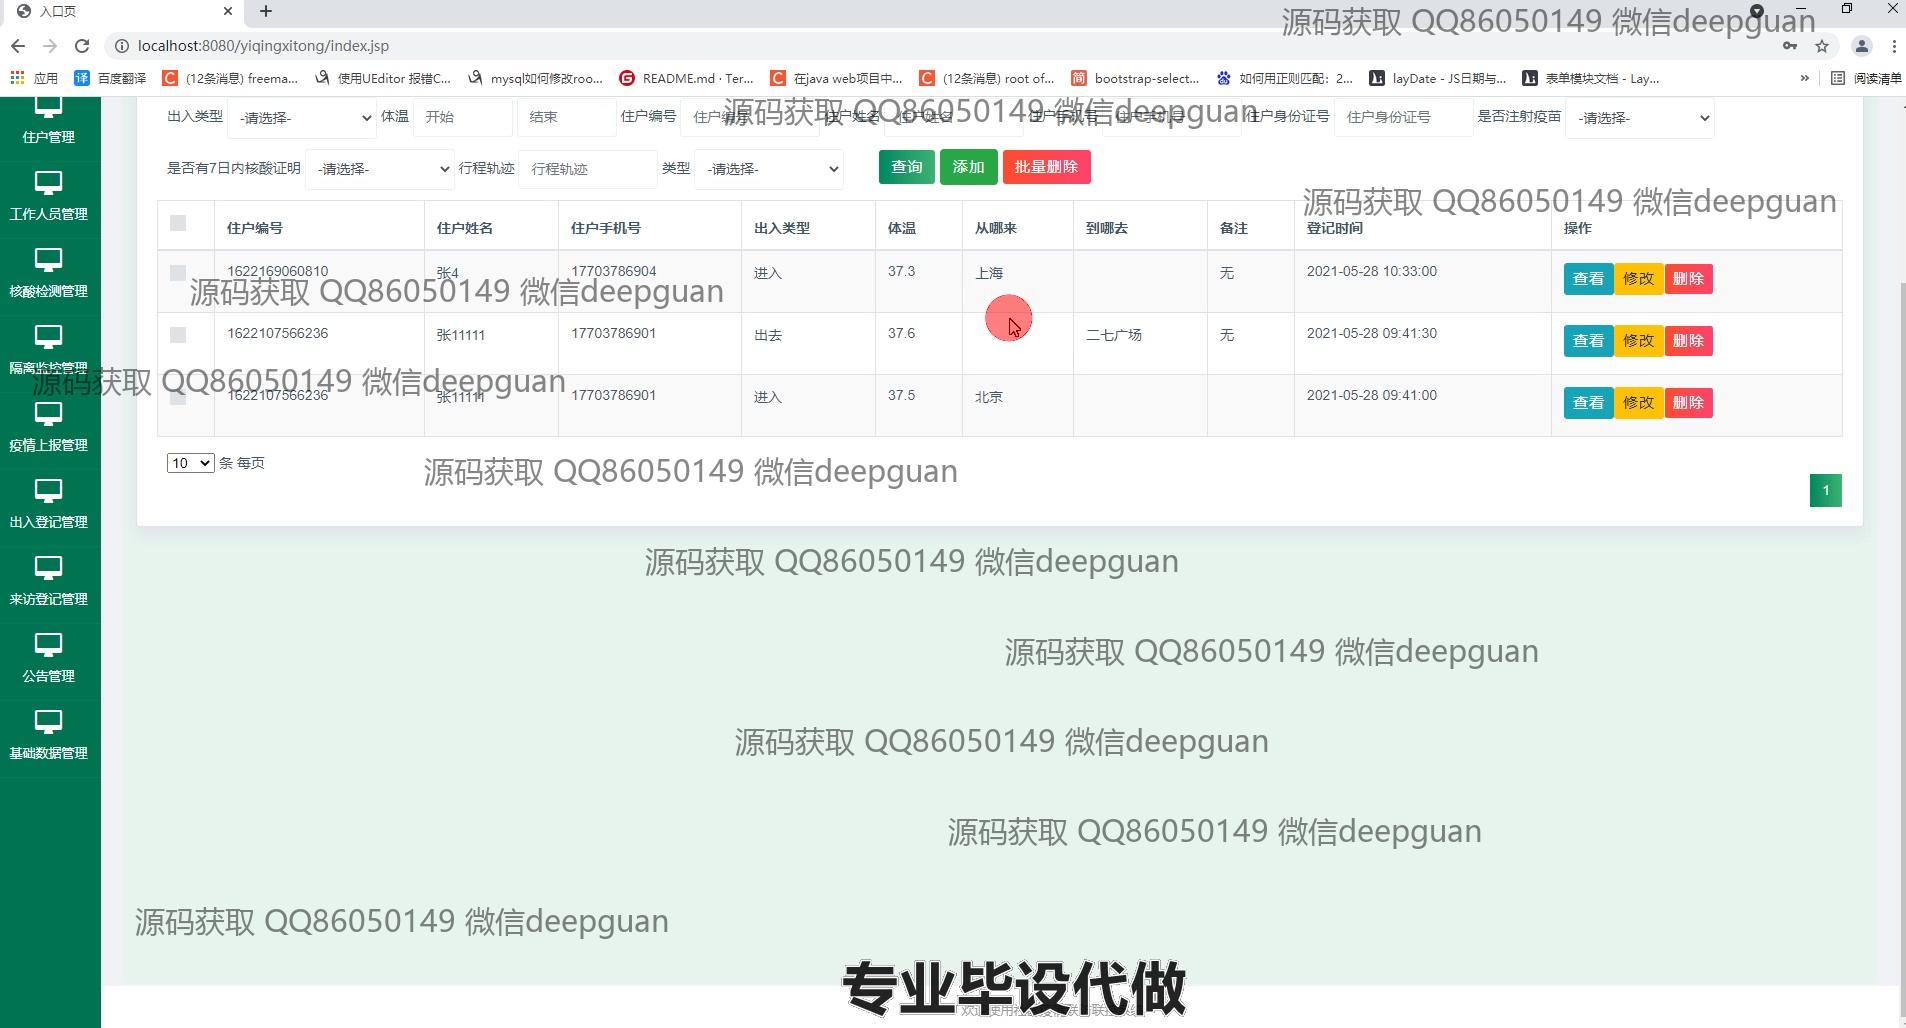 入口页
源码获取 QQ86050149 微信deepguan
localhost:8080/yiqingxitong/index.jsp
应用 百度翻译 (12条消息) freema... 使用UEditor 报错C... mysql如何修改roo... README.md · Ter... 在java web项目中... (12条消息) root of... bootstrap-select... 如何用正则匹配：2... layDate - JS日期与... 表单模块文档 - Lay... » 阅读清单
出入类型 -请选择- 体温 开始 结束 住户编号 住户编号 住户姓名 住户姓名 住户手机号 住户手机号 住户身份证号 住户身份证号 是否注射疫苗 -请选择-
源码获取 QQ86050149 微信deepguan
是否有7日内核酸证明 -请选择- 行程轨迹 行程轨迹 类型 -请选择- 查询 添加 批量删除
源码获取 QQ86050149 微信deepguan
住户编号 住户姓名 住户手机号 出入类型 体温 从哪来 到哪去 备注 登记时间 操作
1622169060810 张4 17703786904 进入 37.3 上海 无 2021-05-28 10:33:00 查看 修改 删除
源码获取 QQ86050149 微信deepguan
1622107566236 张11111 17703786901 出去 37.6 二七广场 无 2021-05-28 09:41:30 查看 修改 删除
源码获取 QQ86050149 微信deepguan
1622107566236 张11111 17703786901 进入 37.5 北京 2021-05-28 09:41:00 查看 修改 删除
10 条 每页
源码获取 QQ86050149 微信deepguan
1
住户管理
工作人员管理
核酸检测管理
隔离监控管理
疫情上报管理
出入登记管理
来访登记管理
公告管理
基础数据管理
源码获取 QQ86050149 微信deepguan
源码获取 QQ86050149 微信deepguan
源码获取 QQ86050149 微信deepguan
源码获取 QQ86050149 微信deepguan
源码获取 QQ86050149 微信deepguan
专业毕设代做